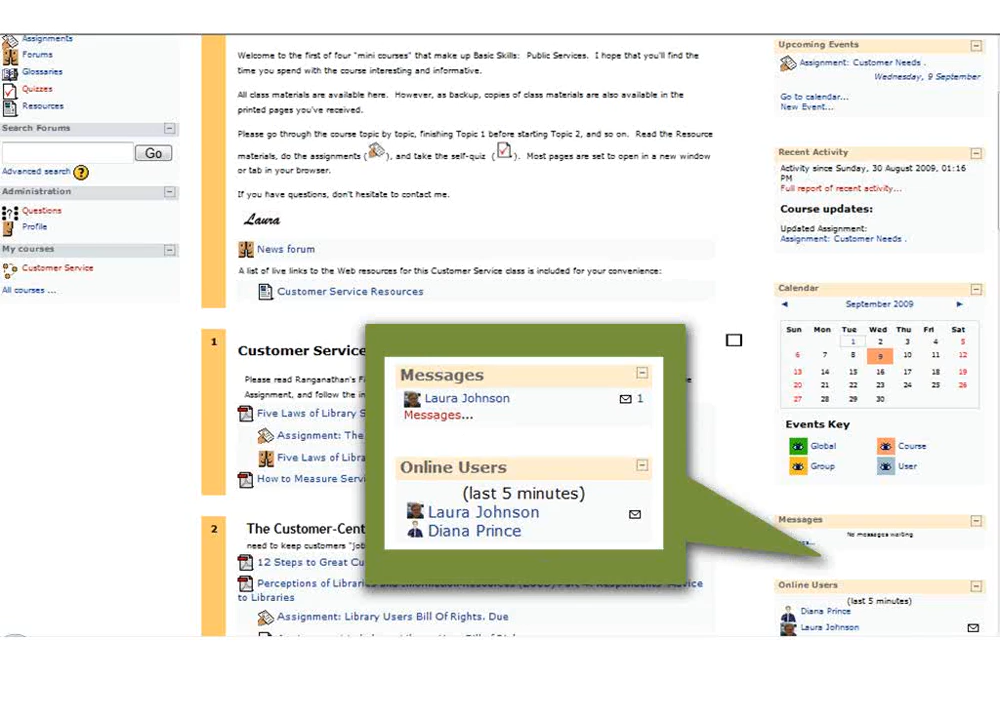 Assignments
Forums
Glossaries
Quizzes
Resources
Search Forums
Go
Advanced search ?
Administration
Questions
Profile
My courses
Customer Service
All courses ...
Welcome to the first of four "mini courses" that make up Basic Skills: Public Services. I hope that you'll find the
time you spend with the course interesting and informative.
All class materials are available here. However, as backup, copies of class materials are also available in the
printed pages you've received.
Please go through the course topic by topic, finishing Topic 1 before starting Topic 2, and so on. Read the Resource
materials, do the assignments ( ), and take the self-quiz ( ). Most pages are set to open in a new window
or tab in your browser.
If you have questions, don't hesitate to contact me.
Laura
News forum
A list of live links to the Web resources for this Customer Service class is included for your convenience:
Customer Service Resources
1
Customer Service
Please read Ranganathan's
Assignment, and follow the
Five Laws of Library
Assignment: The
Five Laws of
How to Measure
2
The Customer-Cent
need to keep customers
12 Steps to Great
Perceptions of Libraries
to Libraries
Assignment: Library Users Bill Of Rights. Due
Messages
Laura Johnson 1
Messages...
Online Users
(last 5 minutes)
Laura Johnson
Diana Prince
Upcoming Events
Assignment: Customer Needs .
Wednesday, 9 September
Go to calendar...
New Event...
Recent Activity
Activity since Sunday, 30 August 2009, 01:16
PM
Full report of recent activity...
Course updates:
Updated Assignment:
Assignment: Customer Needs .
Calendar
◄ September 2009 ►
Sun Mon Tue Wed Thu Fri Sat
1 2 3 4 5
6 7 8 9 10 11 12
13 14 15 16 17 18 19
20 21 22 23 24 25 26
27 28 29 30
Events Key
Global Course
Group User
Messages
No messages waiting
Online Users
(last 5 minutes)
Diana Prince
Laura Johnson